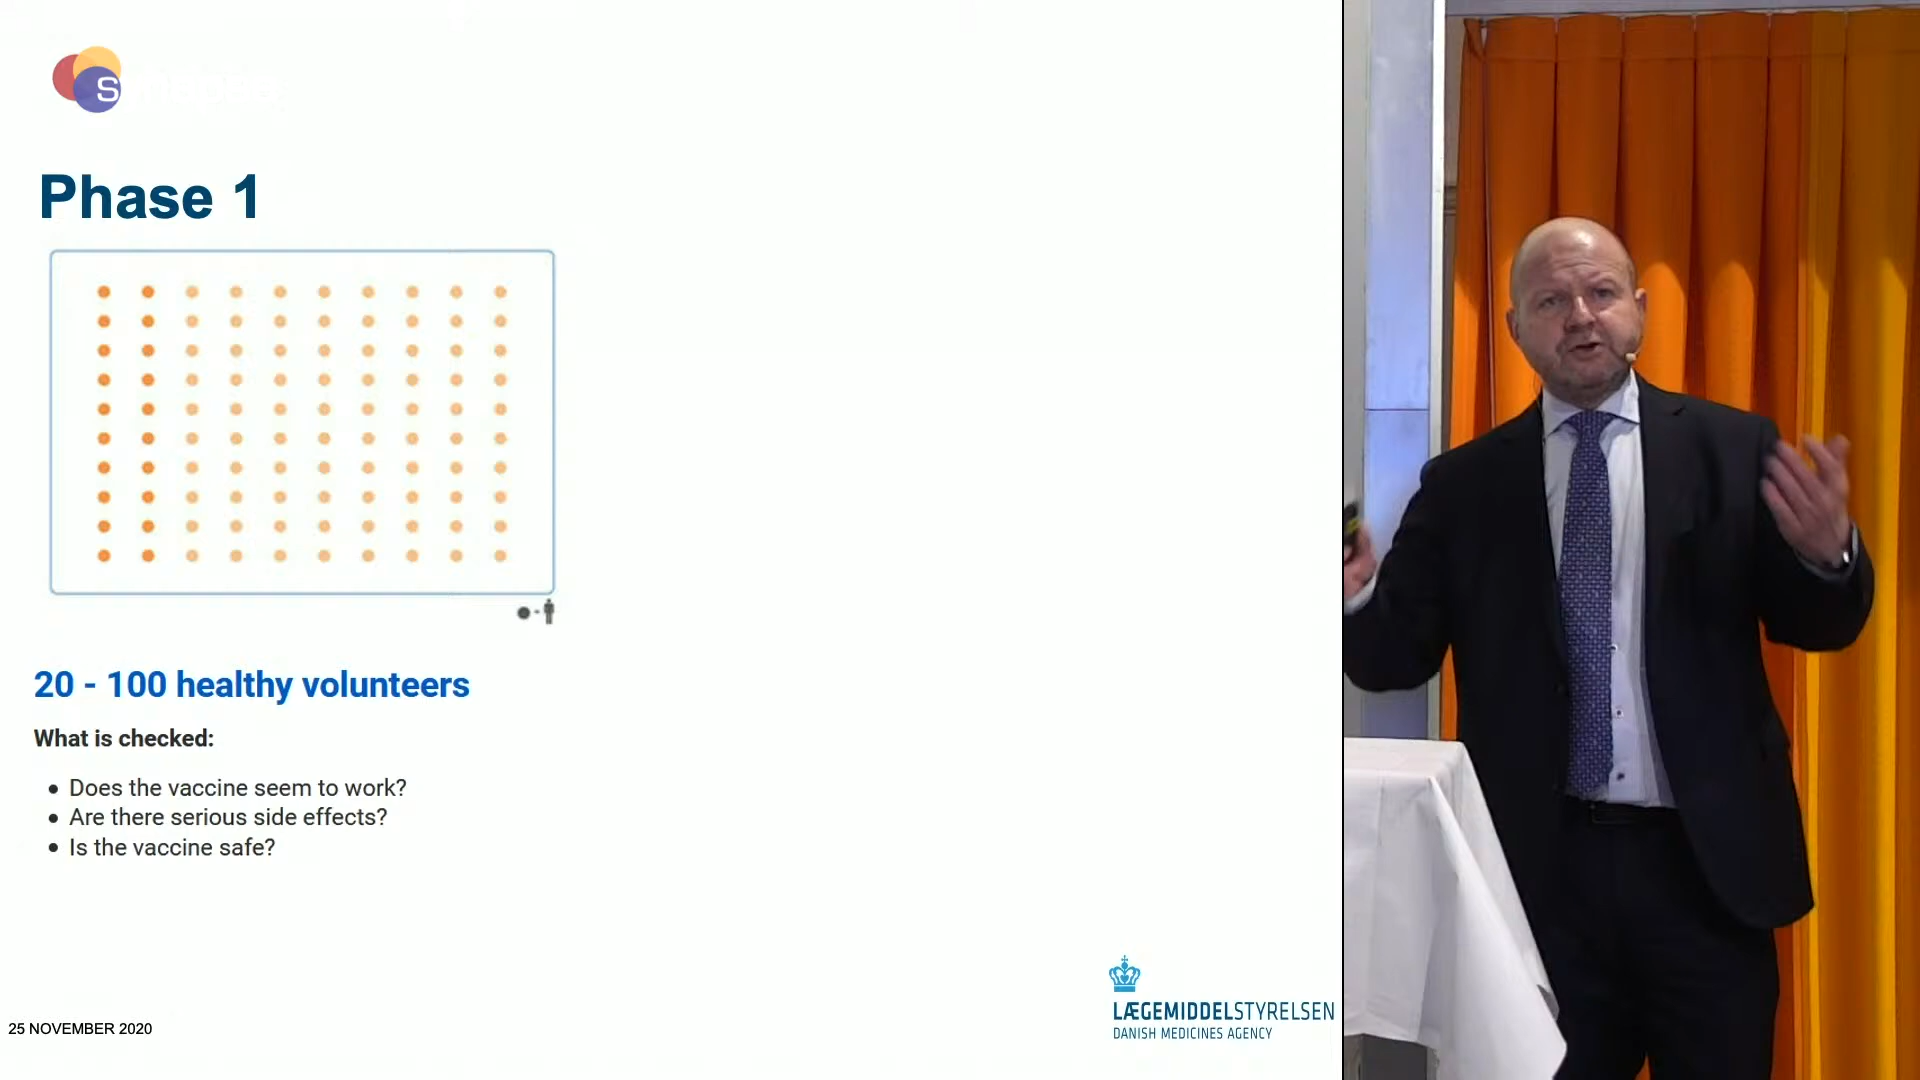 S
Phase 1
20 - 100 healthy volunteers
What is checked:
• Does the vaccine seem to work?
• Are there serious side effects?
• Is the vaccine safe?
LÆGEMIDDELSTYRELSEN
DANISH MEDICINES AGENCY
25 NOVEMBER 2020